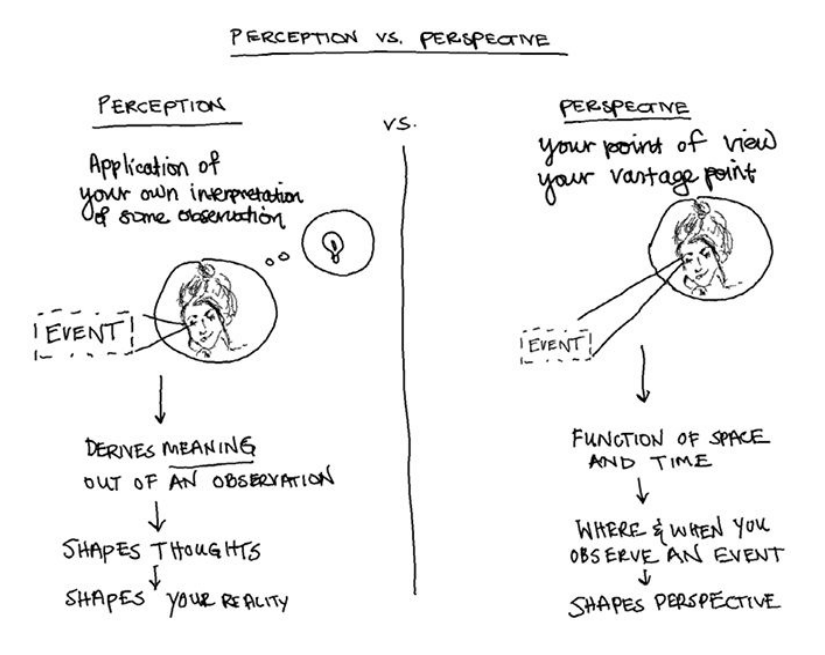 PERCEPTION VS. PERSPECTIVE
PERCEPTION
Application of
your own interpretation
of some observation
EVENT
DERIVES MEANING
OUT OF AN OBSERVATION
SHAPES THOUGHTS
SHAPES YOUR REALITY
VS.
PERSPECTIVE
your point of view
your vantage point
EVENT
FUNCTION OF SPACE
AND TIME
WHERE & WHEN YOU
OBSERVE AN EVENT
SHAPES PERSPECTIVE